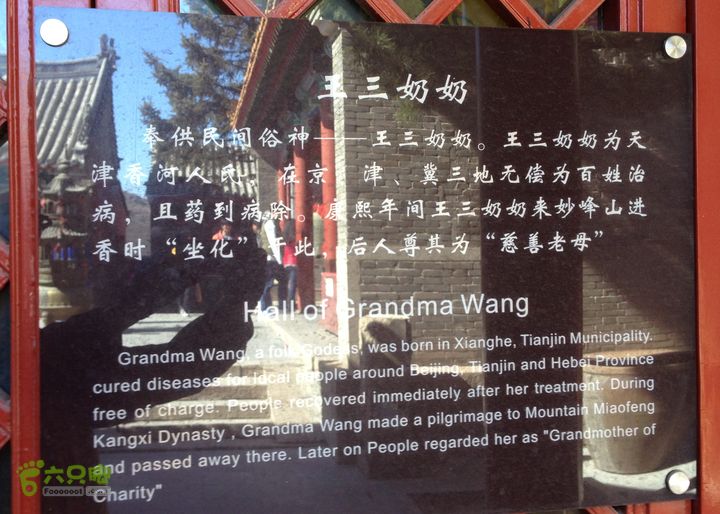 王三奶奶
奉供民间俗神——王三奶奶。王三奶奶为天
津香河人氏。在京、津、冀三地无偿为百姓治
病，且药到病除。康熙年间王三奶奶来妙峰山进
香时“坐化”于此，后人尊其为“慈善老母”
Hall of Grandma Wang
Grandma Wang, a folk Godess, was born in Xianghe, Tianjin Municipality.
cured diseases for local people around Beijing, Tianjin and Hebei Province
free of charge. People recovered immediately after her treatment. During
Kangxi Dynasty , Grandma Wang made a pilgrimage to Mountain Miaofeng
and passed away there. Later on People regarded her as "Grandmother of
Charity"
六只脚
Foooooot.com